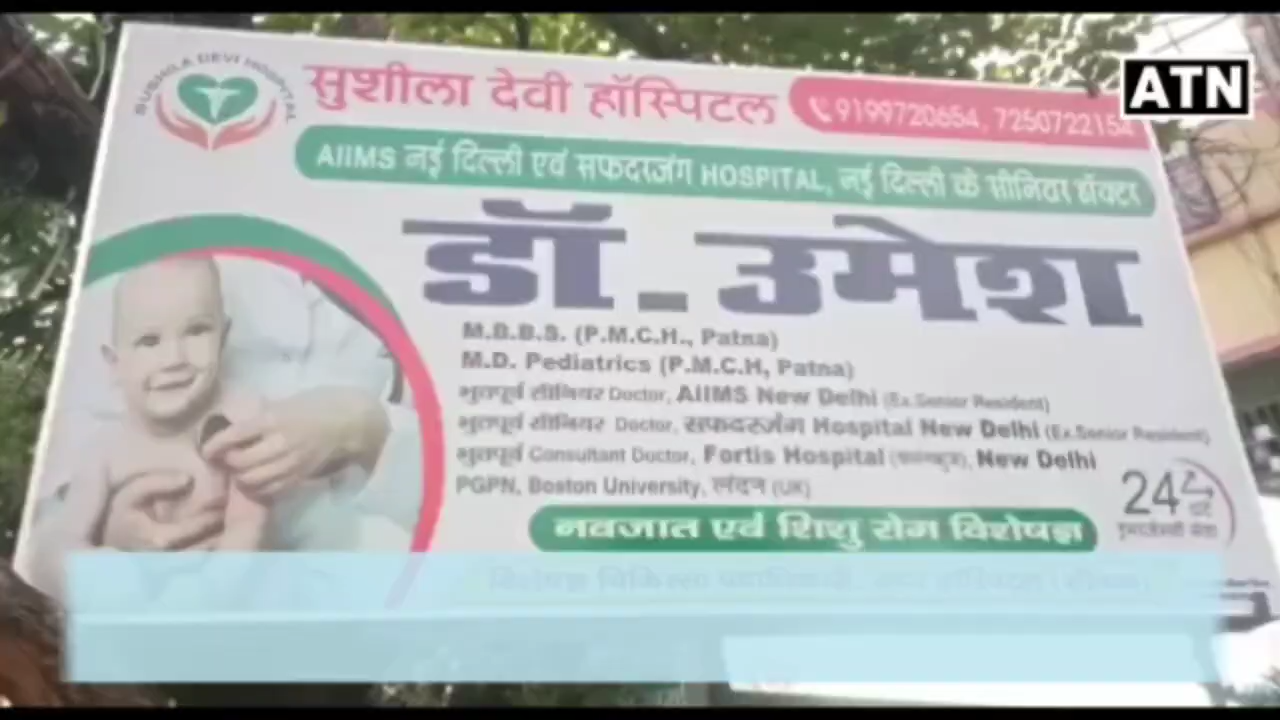 ATN
SUSHILA DEVI HOSPITAL
सुशीला देवी हॉस्पिटल
9199720654, 7250722154
AIIMS नई दिल्ली एवं सफदरजंग HOSPITAL, नई दिल्ली के सीनियर डॉक्टर
डॉ. उमेश
M.B.B.S. (P.M.C.H., Patna)
M.D. Pediatrics (P.M.C.H, Patna)
भुतपूर्व सीनियर Doctor, AIIMS New Delhi (Ex.Senior Resident)
भुतपूर्व सीनियर Doctor, सफदरजंग Hospital New Delhi (Ex.Senior Resident)
भुतपूर्व Consultant Doctor, Fortis Hospital New Delhi
PGPN, Boston University, लंदन (UK)
24
नवजात एवं शिशु रोग विशेषज्ञ